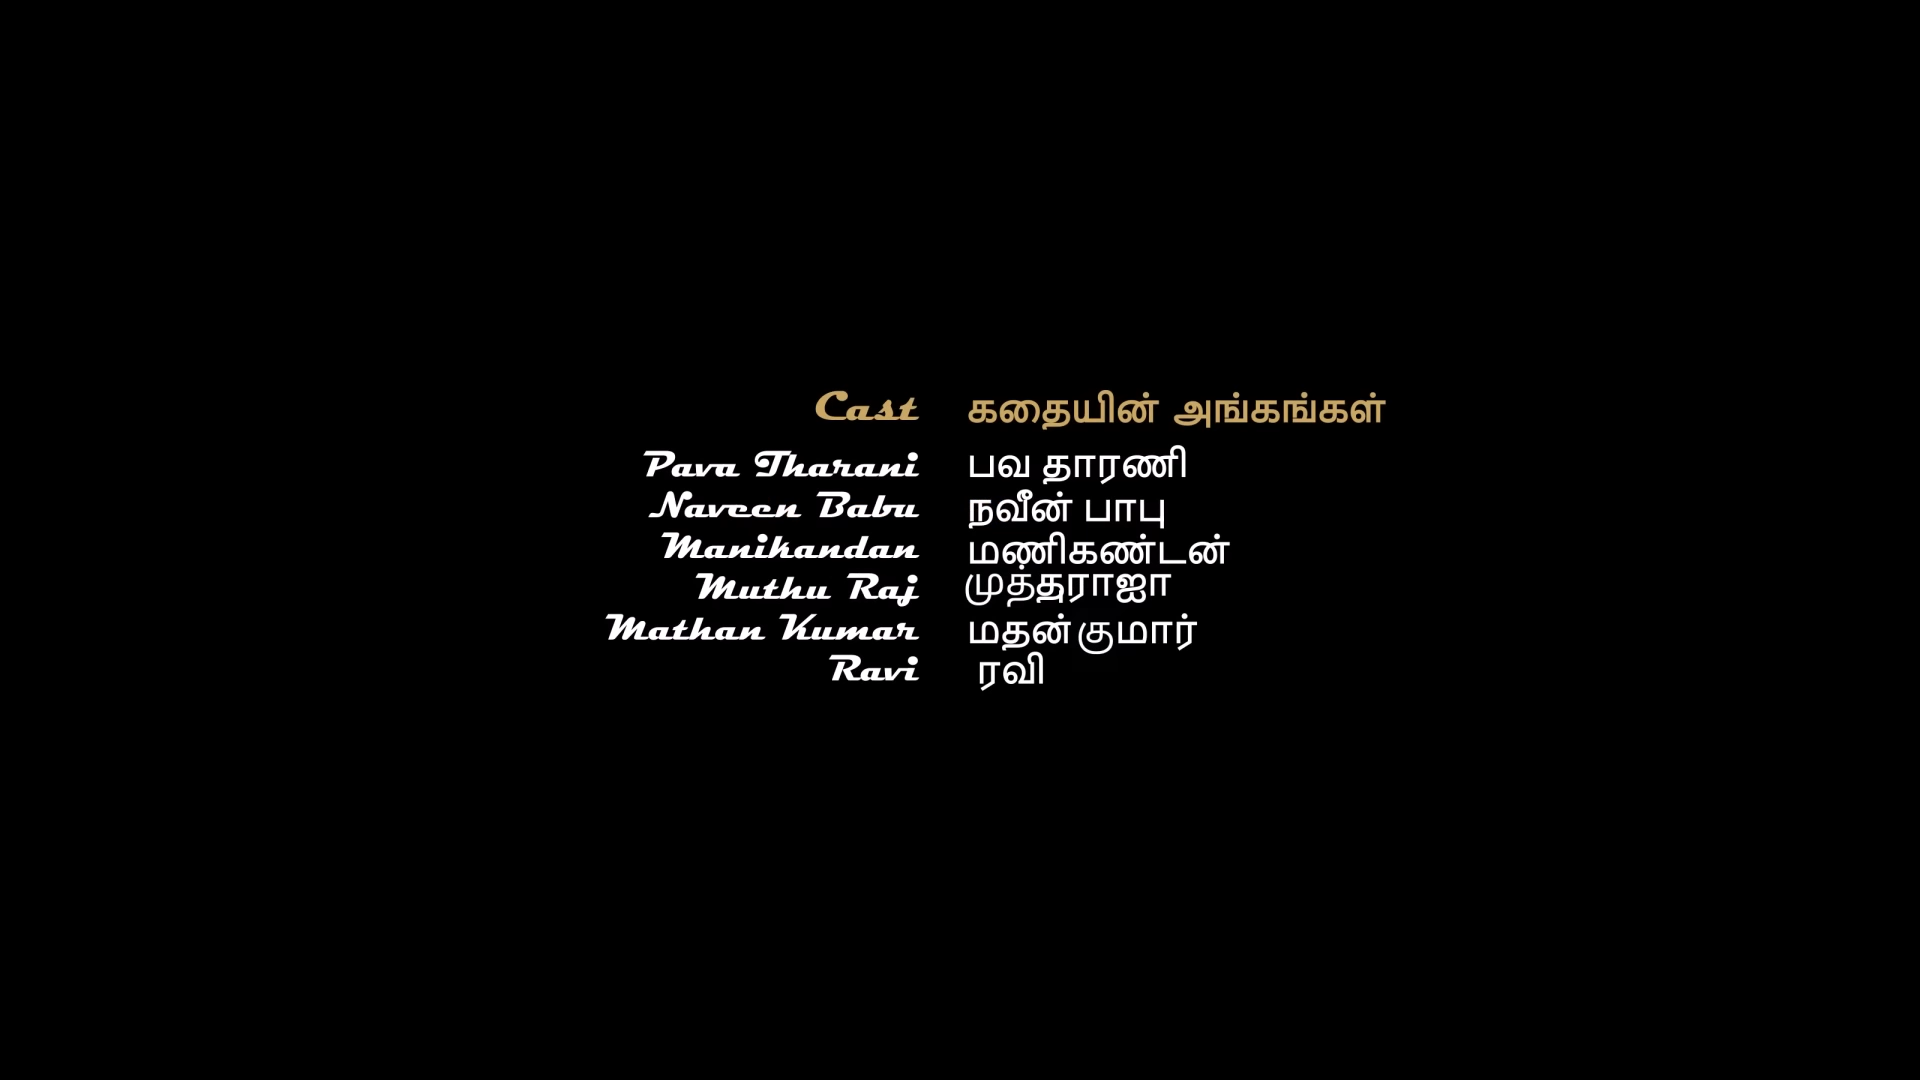 Cast கதையின் அங்கங்கள்
Pava Tharani பவ தாரணி
Naveen Babu நவீன் பாபு
Manikandan மணிகண்டன்
Muthu Raj முத்தராஜா
Mathan Kumar மதன் குமார்
Ravi ரவி